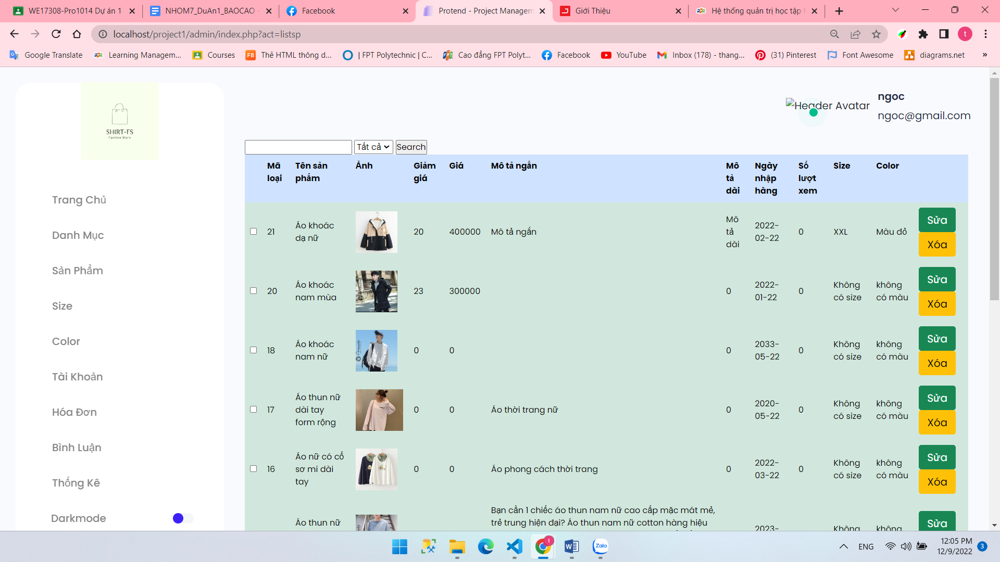 WE17308-Pro1014 Dự án 1
NHOM7_DuAn1_BAOCAO -
Facebook
Protend - Project Managem
Giới Thiệu
Hệ thống quản trị học tập F
localhost/project1/admin/index.php?act=listsp
t
Google Translate
Learning Managem...
Courses
F8 Thẻ HTML thông d...
| FPT Polytechnic | C...
Cao đẳng FPT Polyt...
Facebook
YouTube
Inbox (178) - thang...
(31) Pinterest
Font Awesome
diagrams.net
»
SHIRT-FS
Fashion Store
Header Avatar
ngoc
ngoc@gmail.com
Trang Chủ
Danh Mục
Sản Phẩm
Size
Color
Tài Khoản
Hóa Đơn
Bình Luận
Thống Kê
Darkmode
Tất cả
Search
Mã loại Tên sản phẩm Ảnh Giảm giá Giá Mô tả ngắn Mô tả dài Ngày nhập hàng Số lượt xem Size Color
21 Áo khoác dạ nữ 20 400000 Mô tả ngắn Mô tả dài 2022-02-22 0 XXL Màu đỏ Sửa Xóa
20 Áo khoác nam mùa 23 300000 0 2022-01-22 0 Không có size không có màu Sửa Xóa
18 Áo khoác nam nữ 0 0 0 2033-05-22 0 Không có size không có màu Sửa Xóa
17 Áo thun nữ dài tay form rộng 0 0 Áo thời trang nữ 0 2020-05-22 0 Không có size không có màu Sửa Xóa
16 Áo nữ có cổ sơ mi dài tay 0 0 Áo phong cách thời trang 0 2022-03-22 0 Không có size không có màu Sửa Xóa
Bạn cần 1 chiếc áo thun nam nữ cao cấp mặc mát mẻ,
Áo thun nữ trẻ trung hiện đại? Áo thun nam nữ cotton hàng hiệu 2023- Không không Sửa
Zalo
ENG
12:05 PM
12/9/2022
3